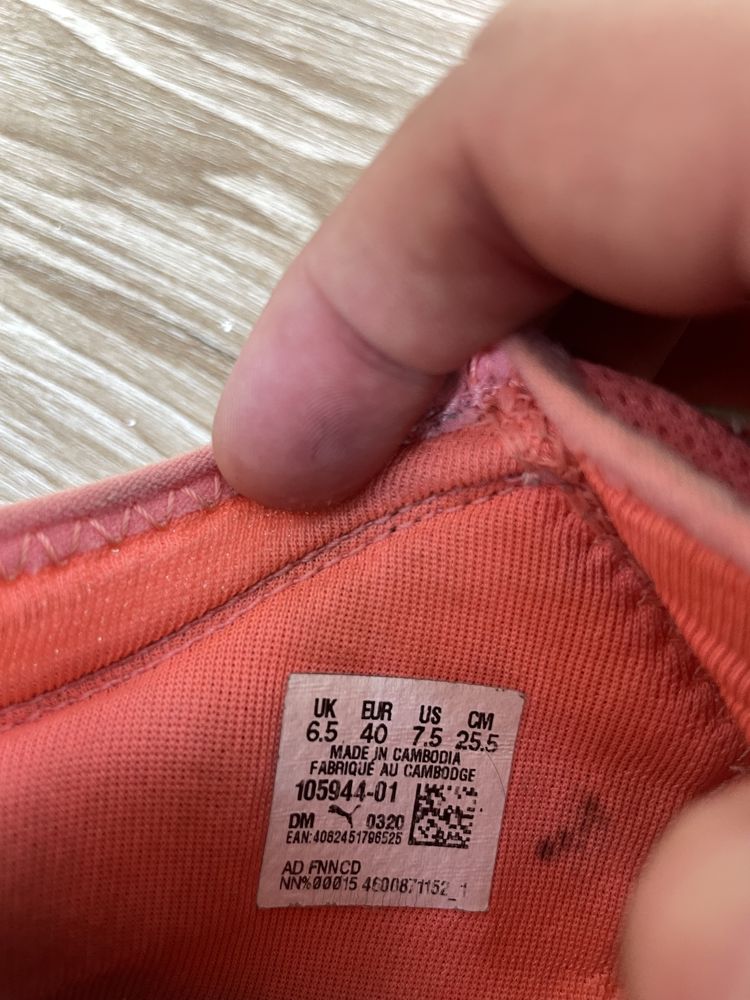 UK EUR US CM
6.5 40 7.5 25.5
MADE IN CAMBODIA
FABRIQUÉ AU CAMBODGE
105944-01
DM 0320
EAN:4062451796525
AD FNNCD
NN%00015 4600871152_1